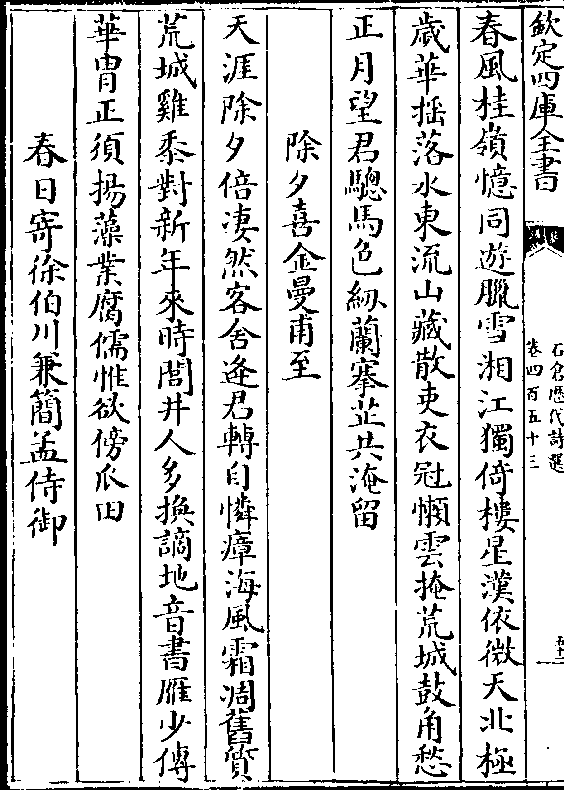 欽定四庫全書
石倉歷代詩選
卷四百五十三
春風桂嶺憶同遊臘雪湘江獨倚樓星漢依微天北極
歲華揺落水東流山藏散吏衣冠懶雲掩荒城鼓角愁
正月望君驄馬色紉蘭搴芷共淹留
除夕喜金曼甫至
天涯除夕倍凄然客舍逢君轉自憐瘴海風霜凋舊質
荒城雞黍對新年來時閭井人多換謫地音書雁少傳
華胄正須揚藻業腐儒惟欲傍瓜田
春日寄徐伯川兼簡孟侍御